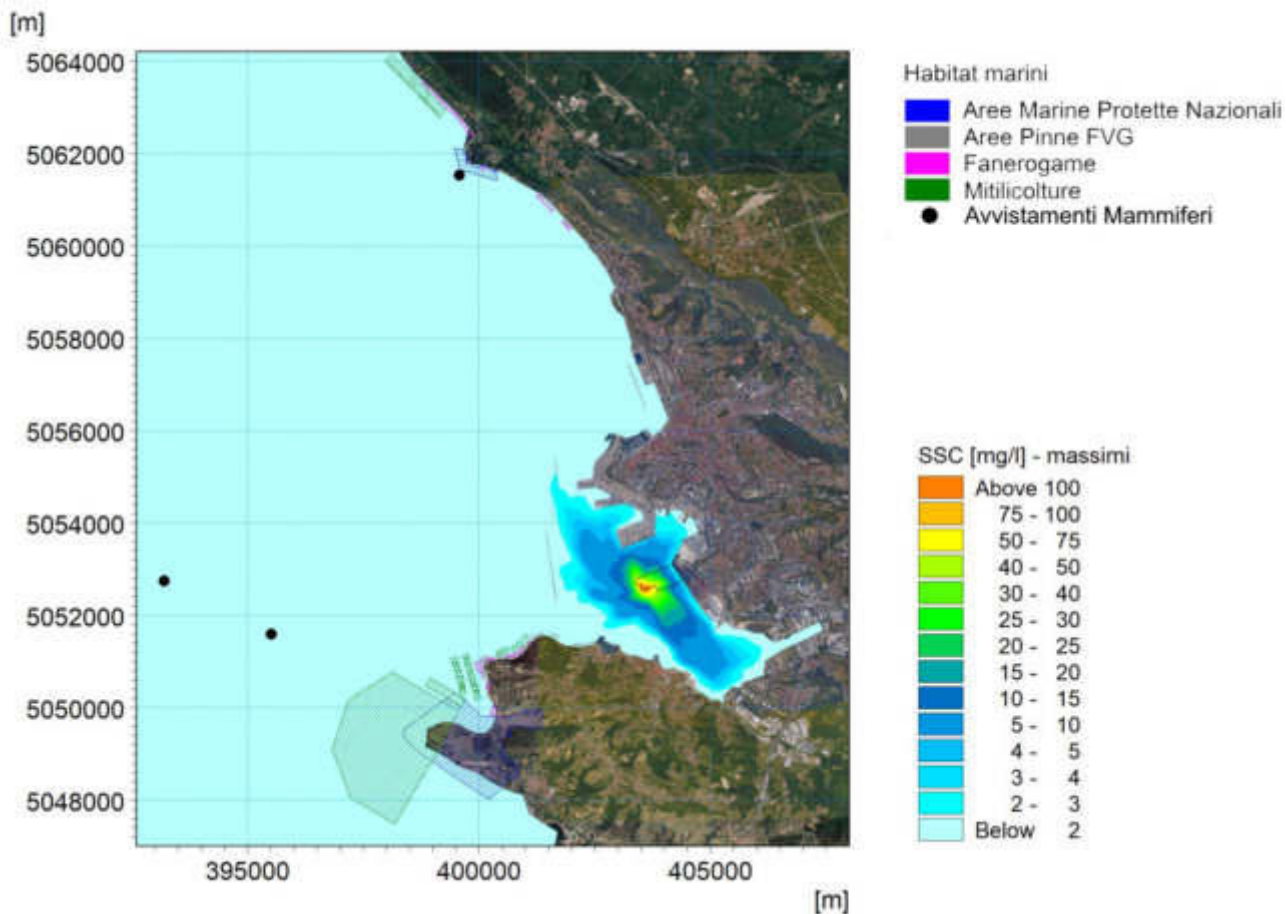 [m]
5064000
5062000
5060000
5058000
5056000
5054000
5052000
5050000
5048000
395000 400000 405000
[m]
Habitat marini
Aree Marine Protette Nazionali
Aree Pinne FVG
Fanerogame
Mitilicolture
Avvistamenti Mammiferi
SSC [mg/l] - massimi
Above 100
75 - 100
50 - 75
40 - 50
30 - 40
25 - 30
20 - 25
15 - 20
10 - 15
5 - 10
4 - 5
3 - 4
2 - 3
Below 2